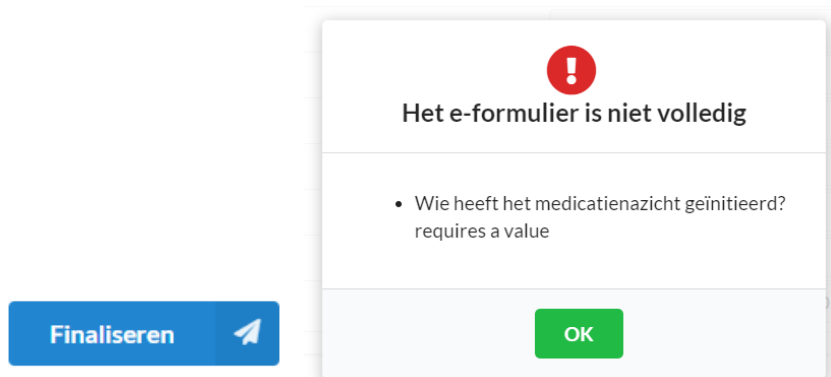 Het e-formulier is niet volledig
• Wie heeft het medicatienazicht geïnitieerd?
requires a value
Finaliseren
OK